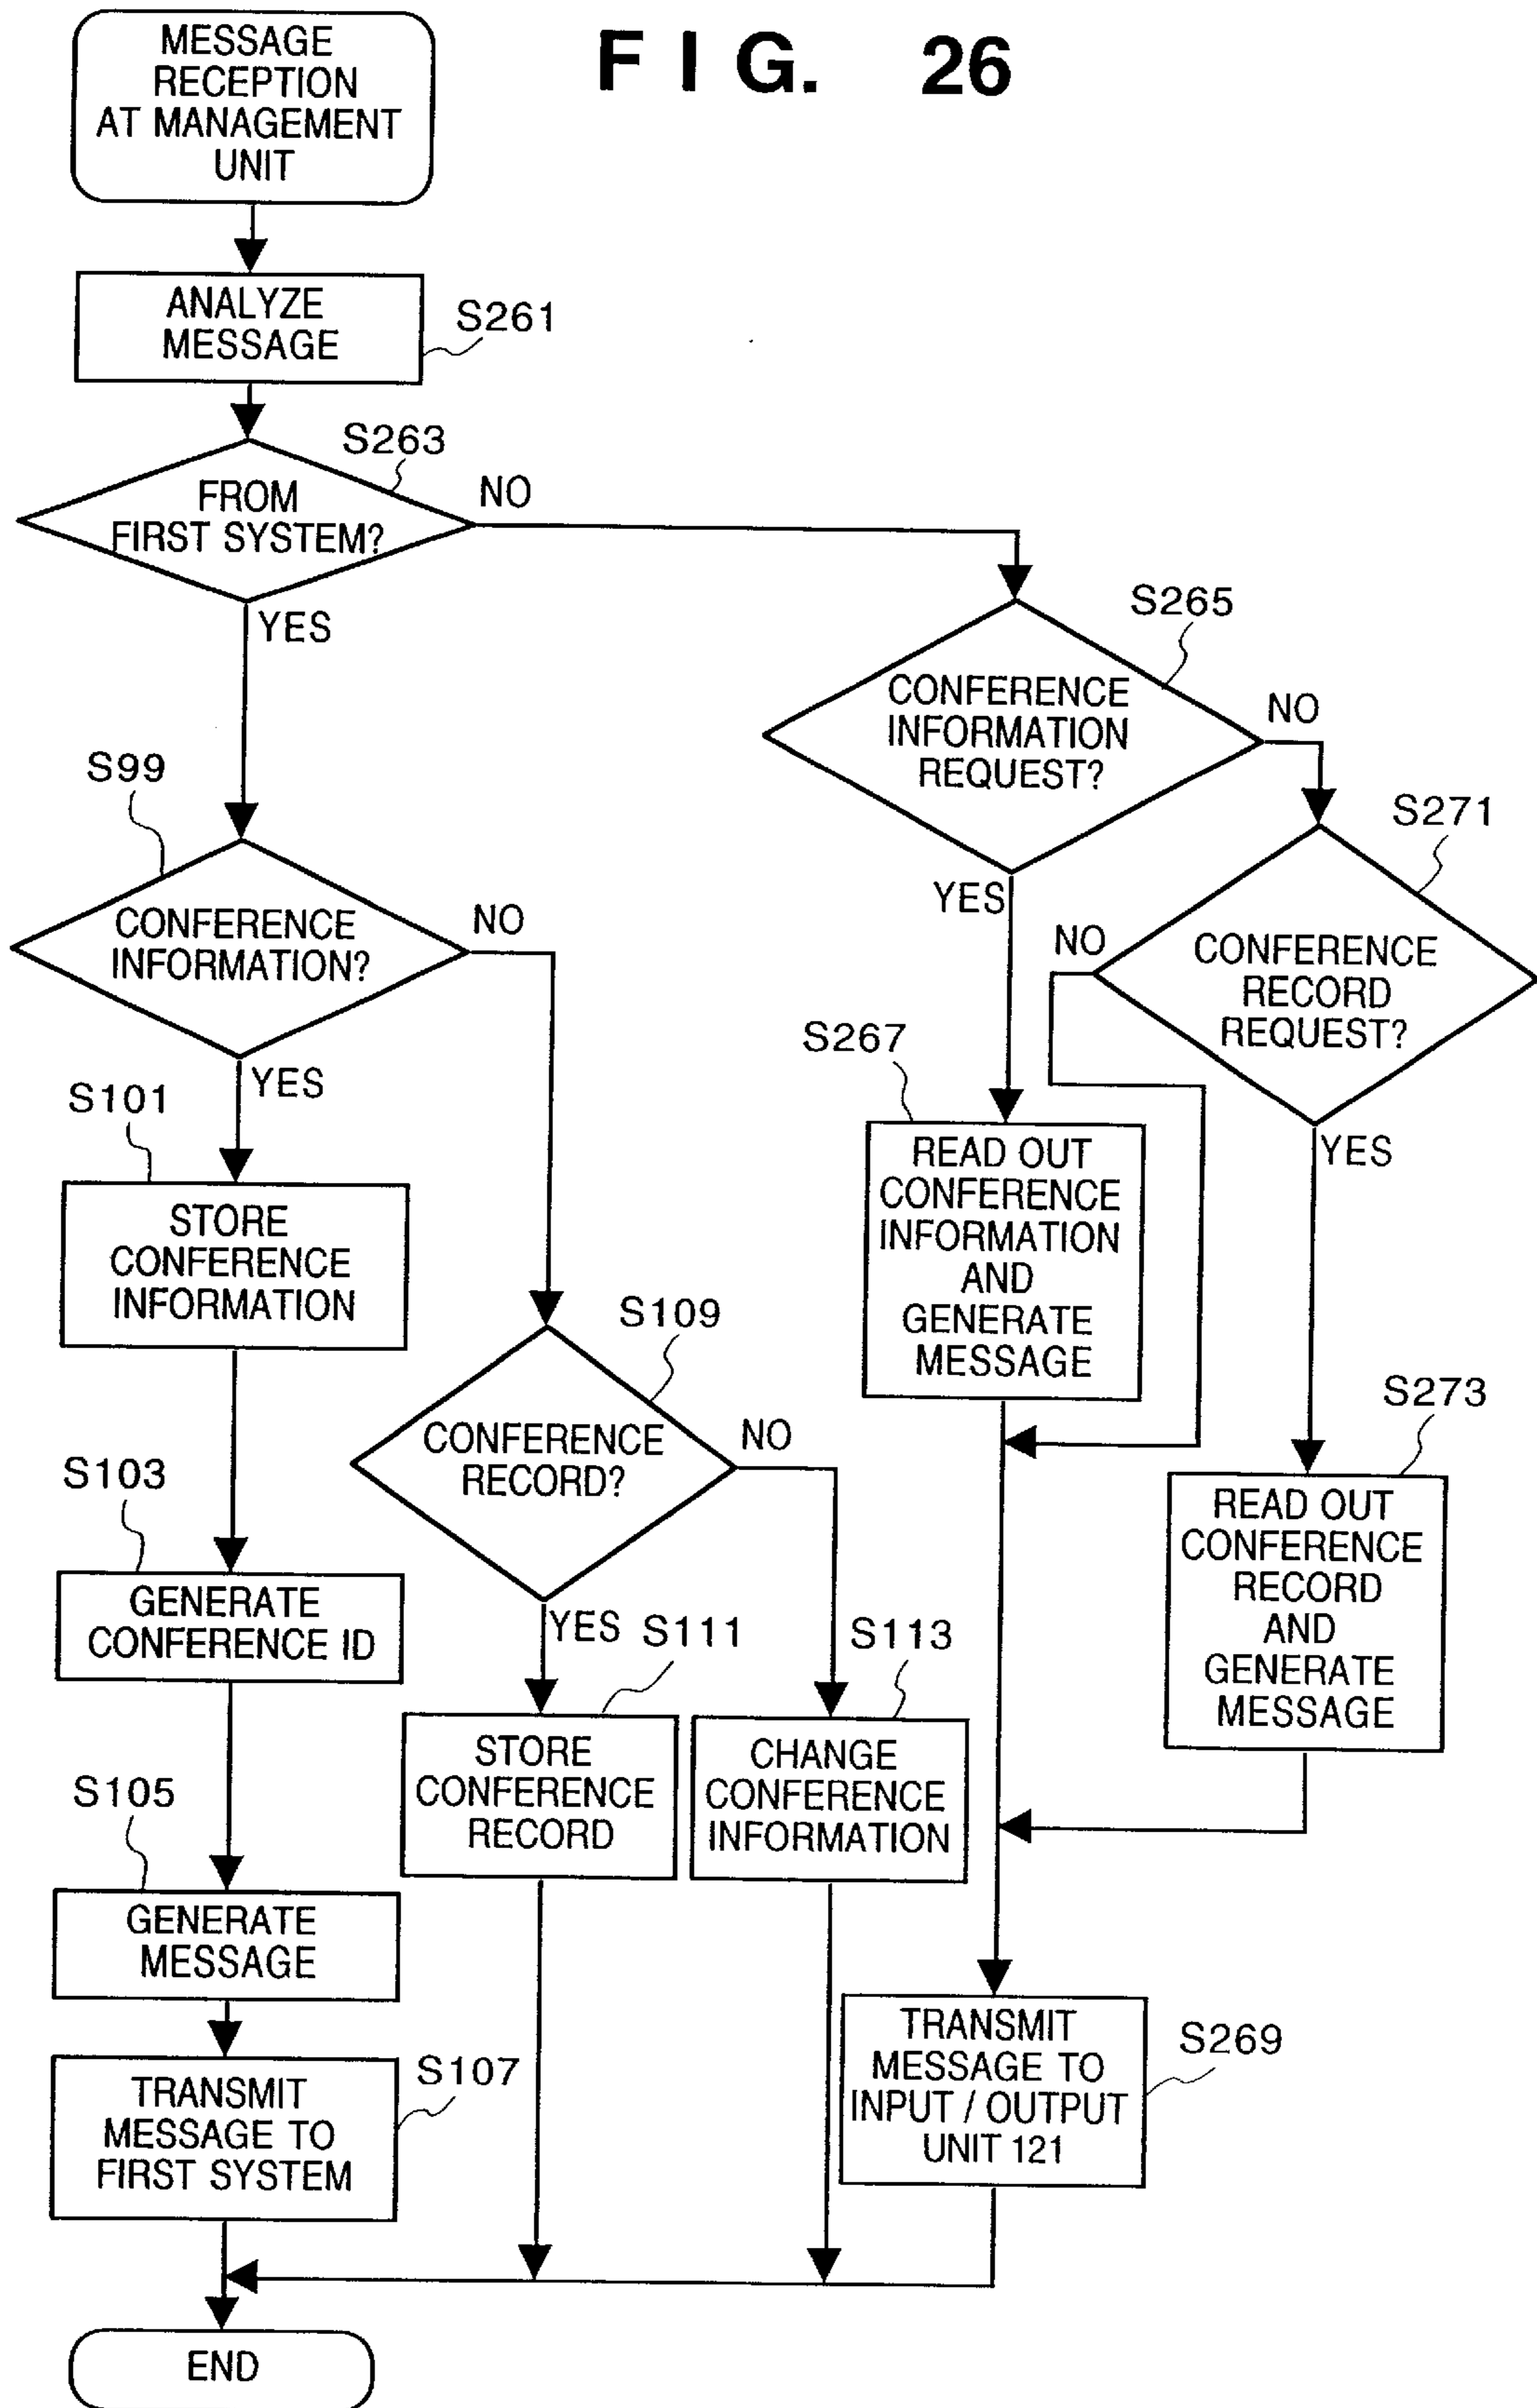 FIG. 26
MESSAGE
RECEPTION
AT MANAGEMENT
UNIT
ANALYZE
MESSAGE
S261
S263
FROM
FIRST SYSTEM?
NO
YES
S265
CONFERENCE
INFORMATION
REQUEST?
NO
YES
S271
CONFERENCE
RECORD
REQUEST?
NO
YES
S99
CONFERENCE
INFORMATION?
NO
YES
S101
STORE
CONFERENCE
INFORMATION
S267
READ OUT
CONFERENCE
INFORMATION
AND
GENERATE
MESSAGE
S109
CONFERENCE
RECORD?
NO
YES
S273
READ OUT
CONFERENCE
RECORD
AND
GENERATE
MESSAGE
S103
GENERATE
CONFERENCE ID
S111
STORE
CONFERENCE
RECORD
S113
CHANGE
CONFERENCE
INFORMATION
S105
GENERATE
MESSAGE
S107
TRANSMIT
MESSAGE TO
FIRST SYSTEM
TRANSMIT
MESSAGE TO
INPUT / OUTPUT
UNIT 121
S269
END